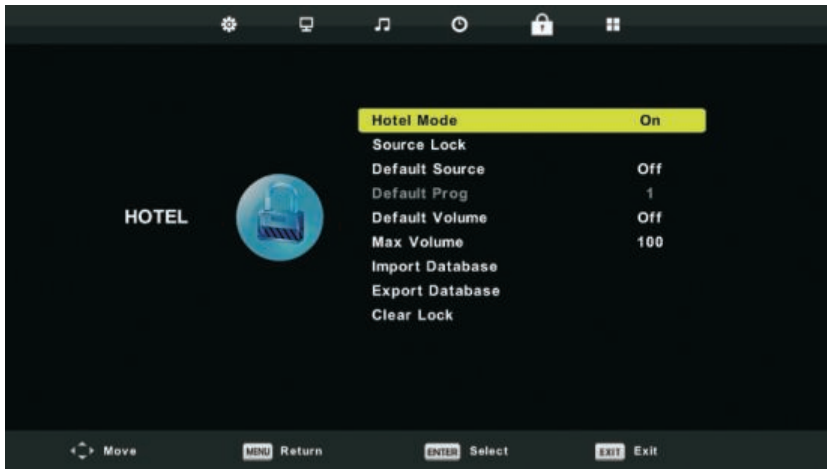 Hotel Mode On
Source Lock
Default Source Off
Default Prog 1
HOTEL
Default Volume Off
Max Volume 100
Import Database
Export Database
Clear Lock
Move MENU Return ENTER Select EXIT Exit